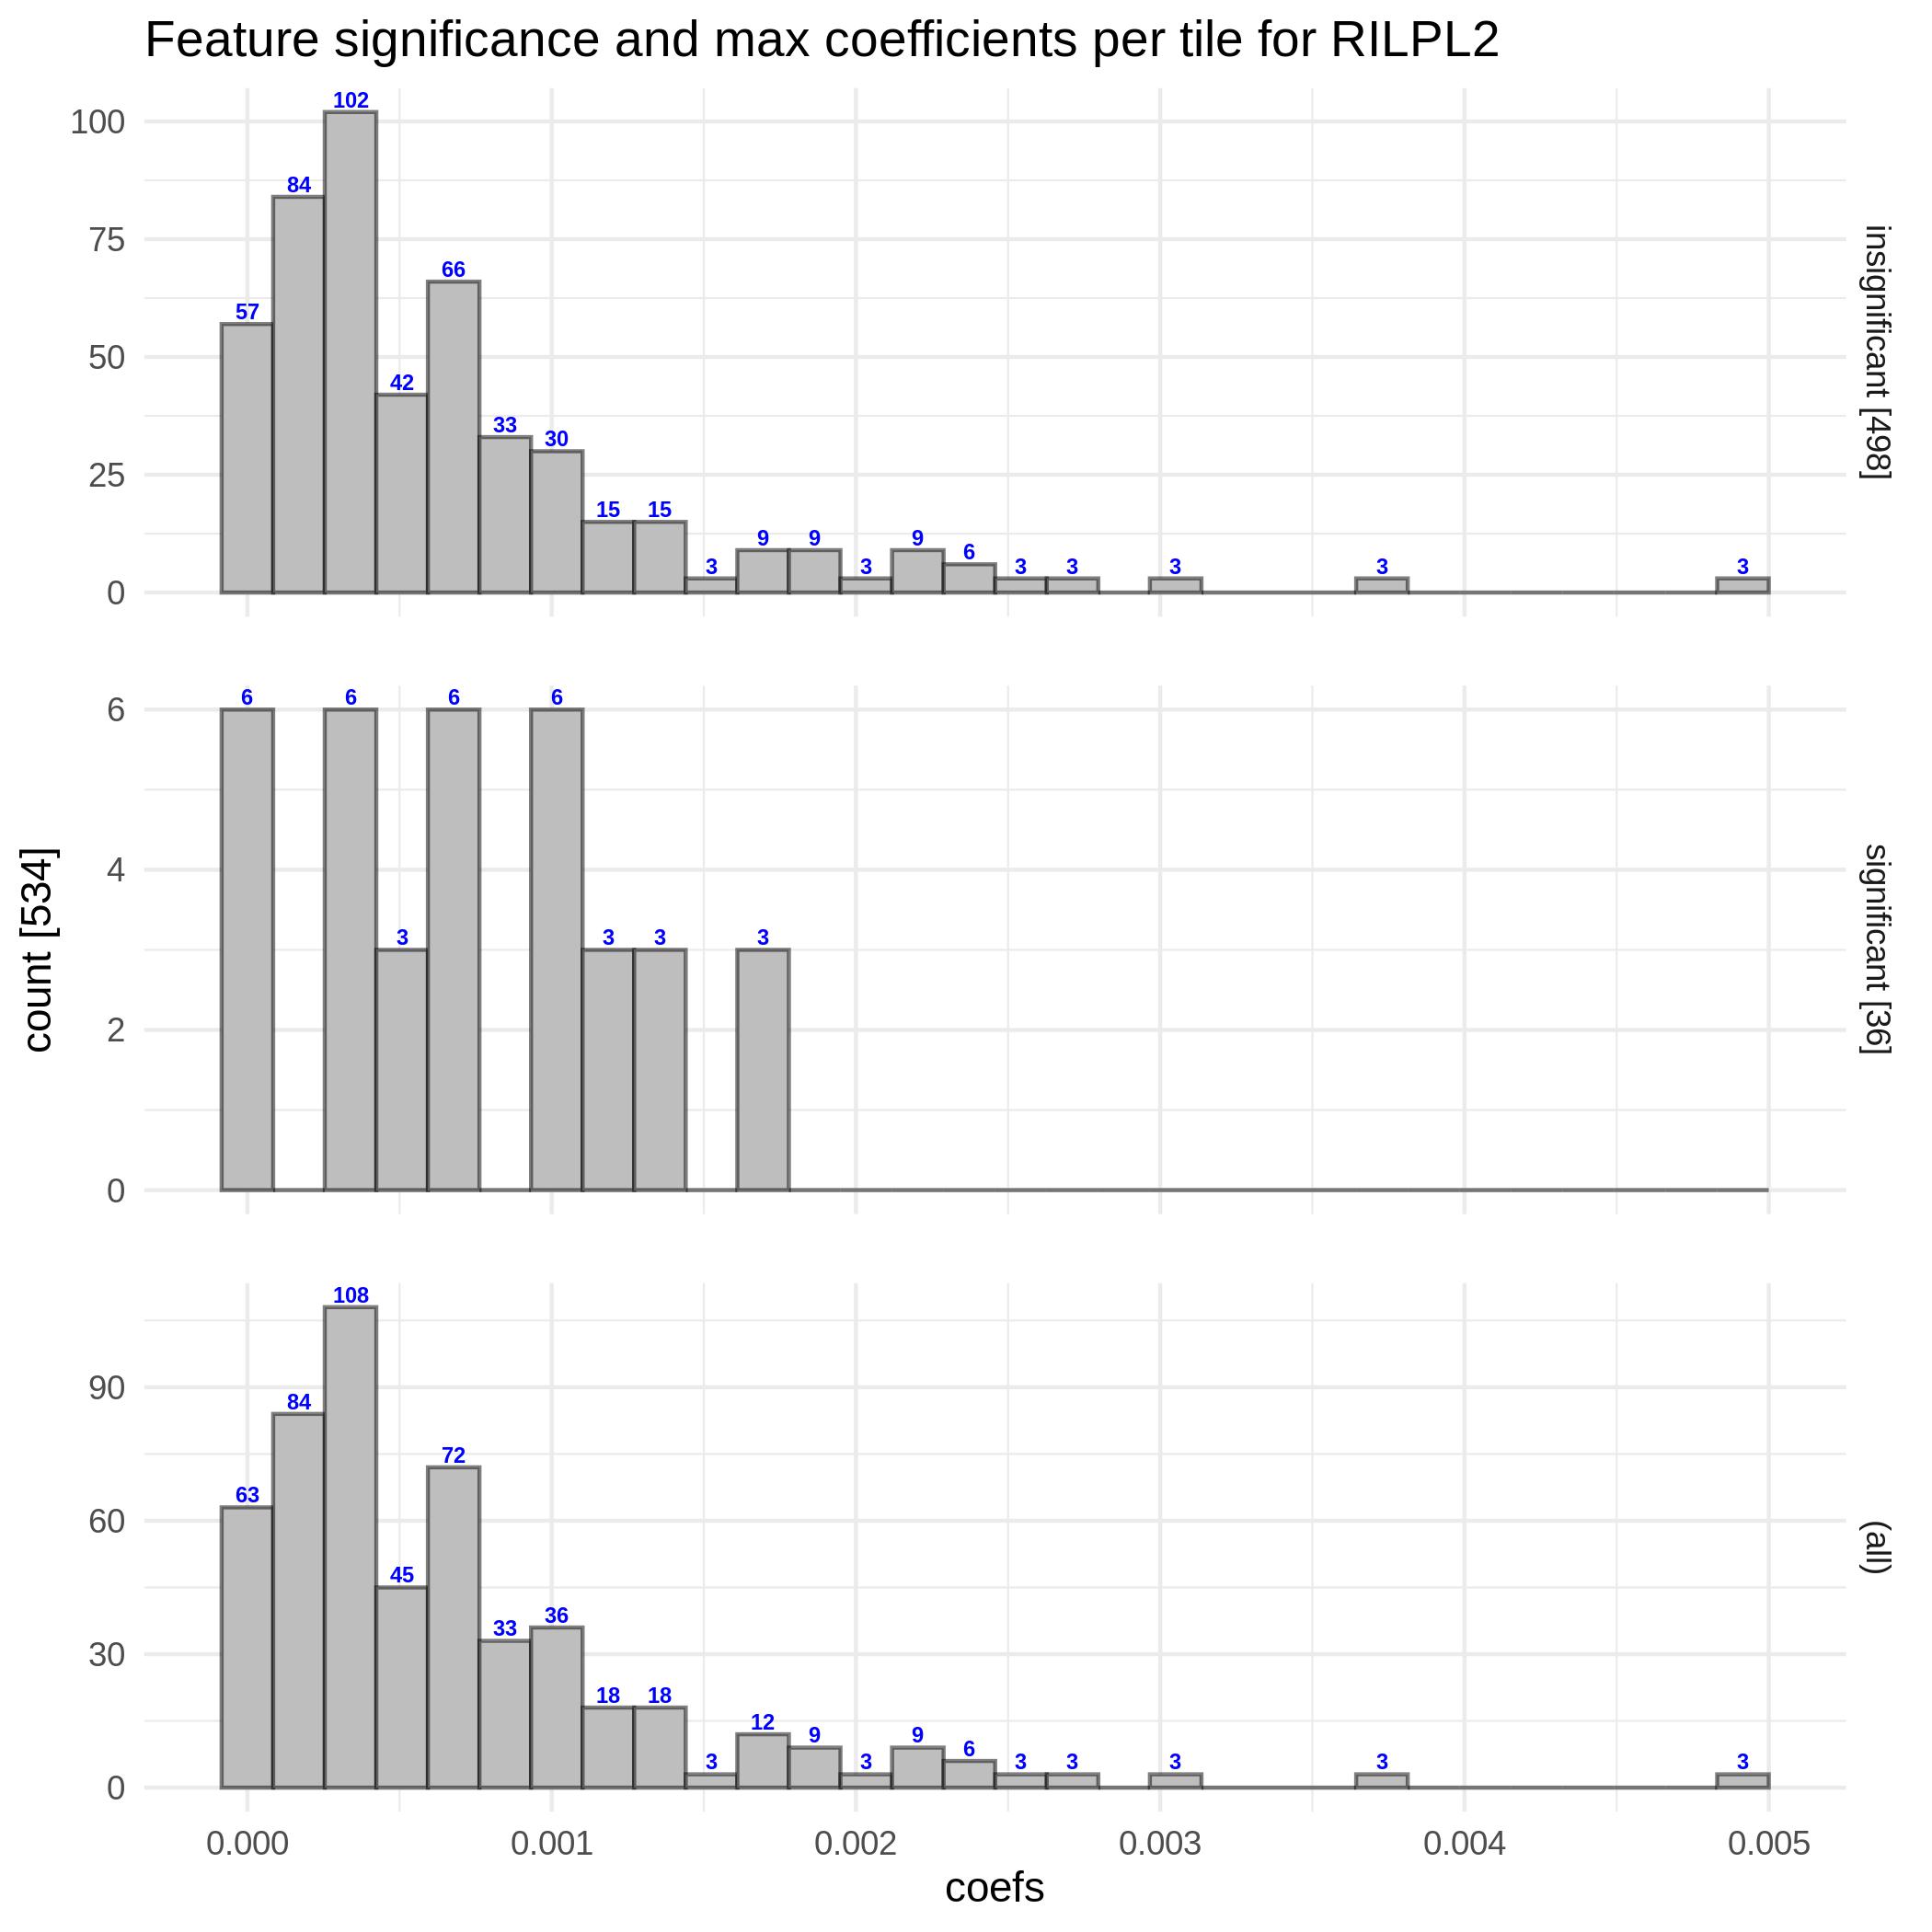 Feature significance and max coefficients per tile for RILPL2
102
100
84
75
66
57
50
42
33
30
25
15 15
9 9 9
6
3 3 3 3 3 3 3
0
insignificant [498]
6 6 6 6
6
4
3 3 3 3
2
0
significant [36]
count [534]
108
90
84
72
63
60
45
36
33
30
18 18
12
9 9
6
3 3 3 3 3 3 3
0
(all)
0.000 0.001 0.002 0.003 0.004 0.005
coefs